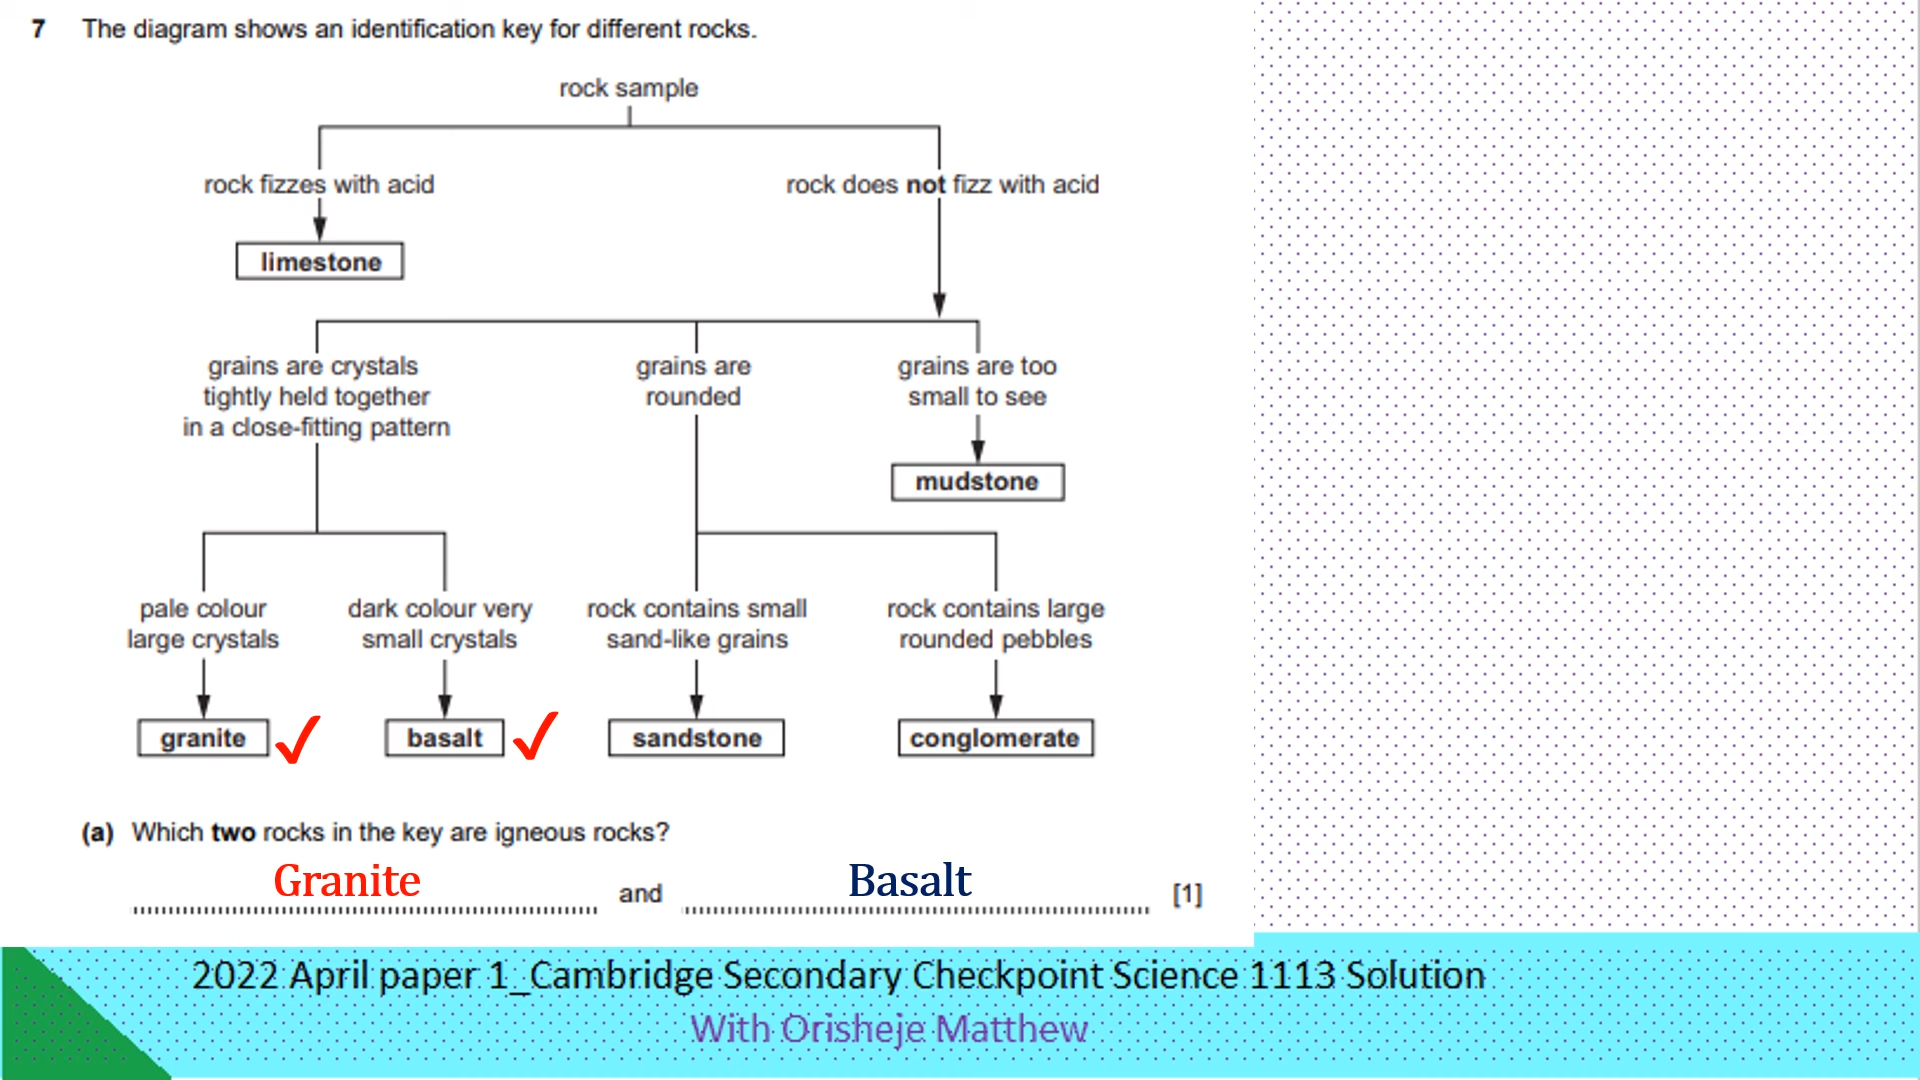 7 The diagram shows an identification key for different rocks.
rock sample
rock fizzes with acid
rock does not fizz with acid
limestone
grains are crystals
tightly held together
in a close-fitting pattern
grains are
rounded
grains are too
small to see
mudstone
pale colour
large crystals
dark colour very
small crystals
rock contains small
sand-like grains
rock contains large
rounded pebbles
granite
basalt
sandstone
conglomerate
(a) Which two rocks in the key are igneous rocks?
Granite and Basalt [1]
2022 April paper 1_Cambridge Secondary Checkpoint Science 1113 Solution
With Orisheje Matthew